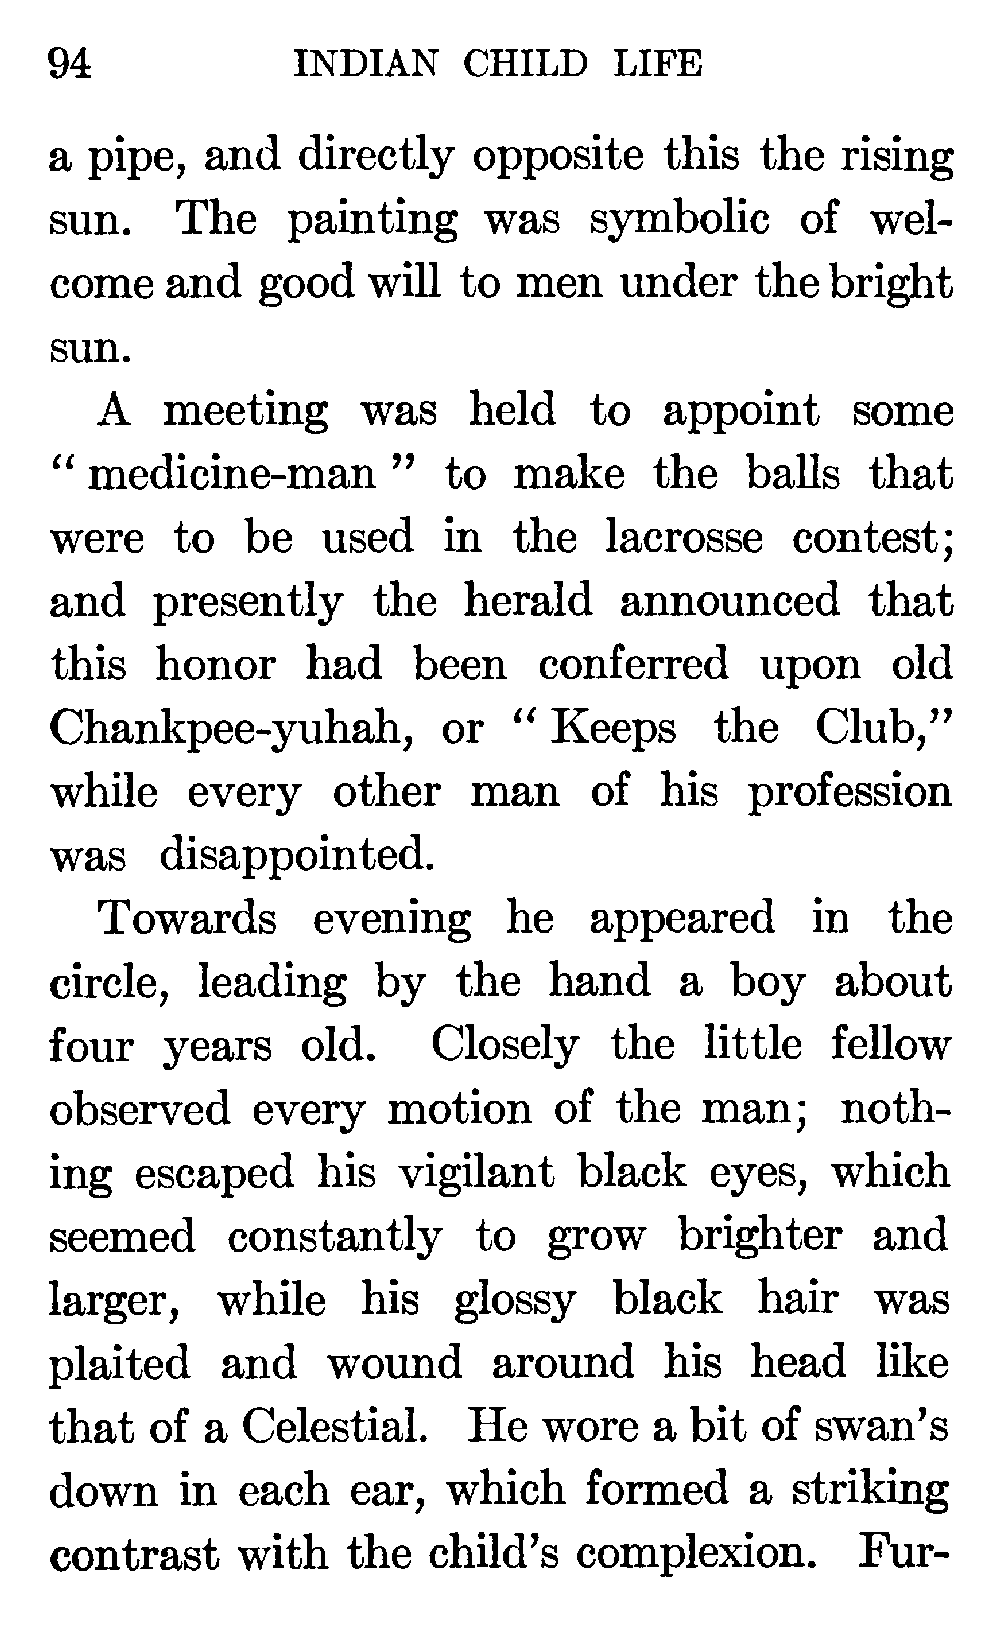 94 INDIAN CHILD LIFE
a pipe, and directly opposite this the rising
sun. The painting was symbolic of wel-
come and good will to men under the bright
sun.
A meeting was held to appoint some
“ medicine-man ” to make the balls that
were to be used in the lacrosse contest;
and presently the herald announced that
this honor had been conferred upon old
Chankpee-yuhah, or “ Keeps the Club,”
while every other man of his profession
was disappointed.
Towards evening he appeared in the
circle, leading by the hand a boy about
four years old. Closely the little fellow
observed every motion of the man; noth-
ing escaped his vigilant black eyes, which
seemed constantly to grow brighter and
larger, while his glossy black hair was
plaited and wound around his head like
that of a Celestial. He wore a bit of swan’s
down in each ear, which formed a striking
contrast with the child’s complexion. Fur-